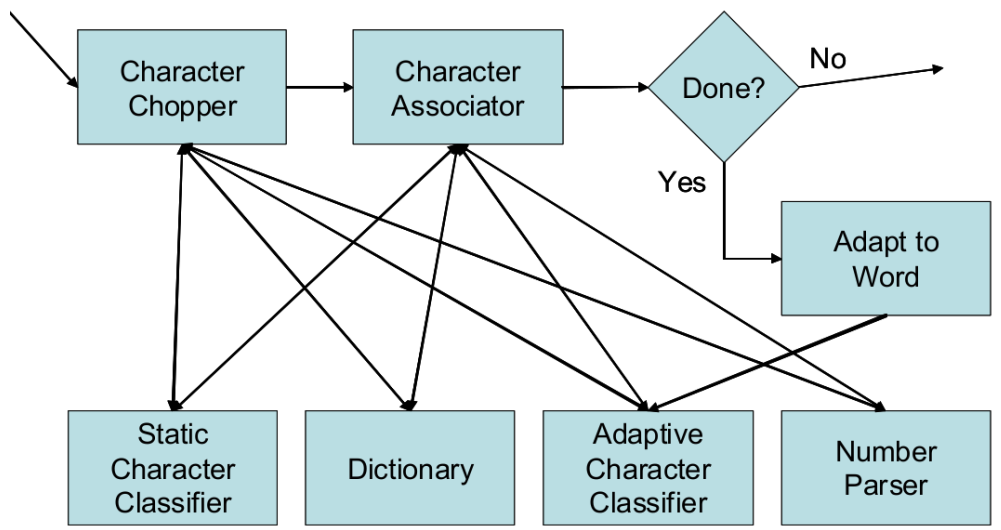 Character
Chopper
Character
Associator
Done?
No
Yes
Adapt to
Word
Static
Character
Classifier
Dictionary
Adaptive
Character
Classifier
Number
Parser